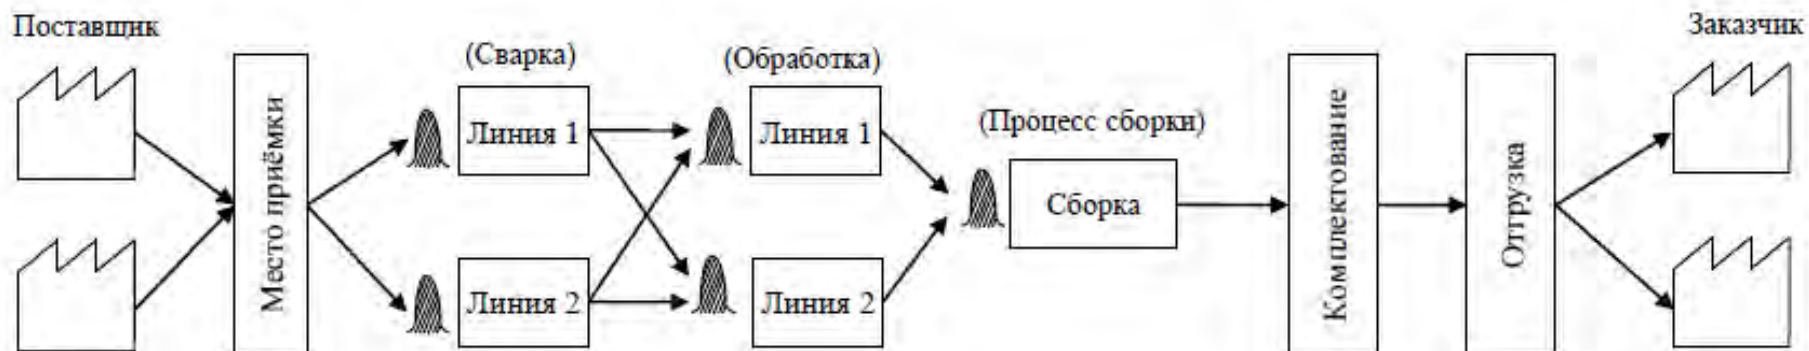 Поставщик
Место приёмки
(Сварка)
Линия 1
Линия 2
(Обработка)
Линия 1
Линия 2
(Процесс сборки)
Сборка
Комплектование
Отгрузка
Заказчик